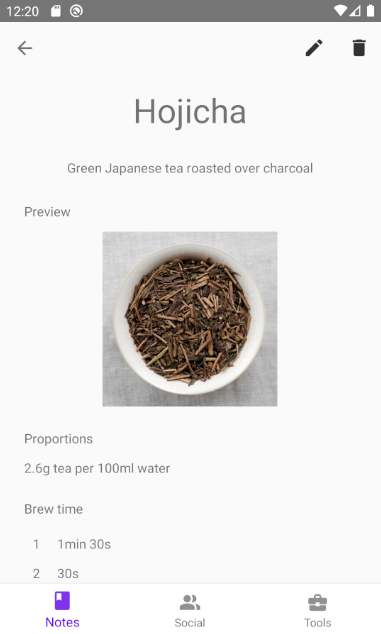 12:20
Hojicha
Green Japanese tea roasted over charcoal
Preview
Proportions
2.6g tea per 100ml water
Brew time
1 1min 30s
2 30s
Notes Social Tools